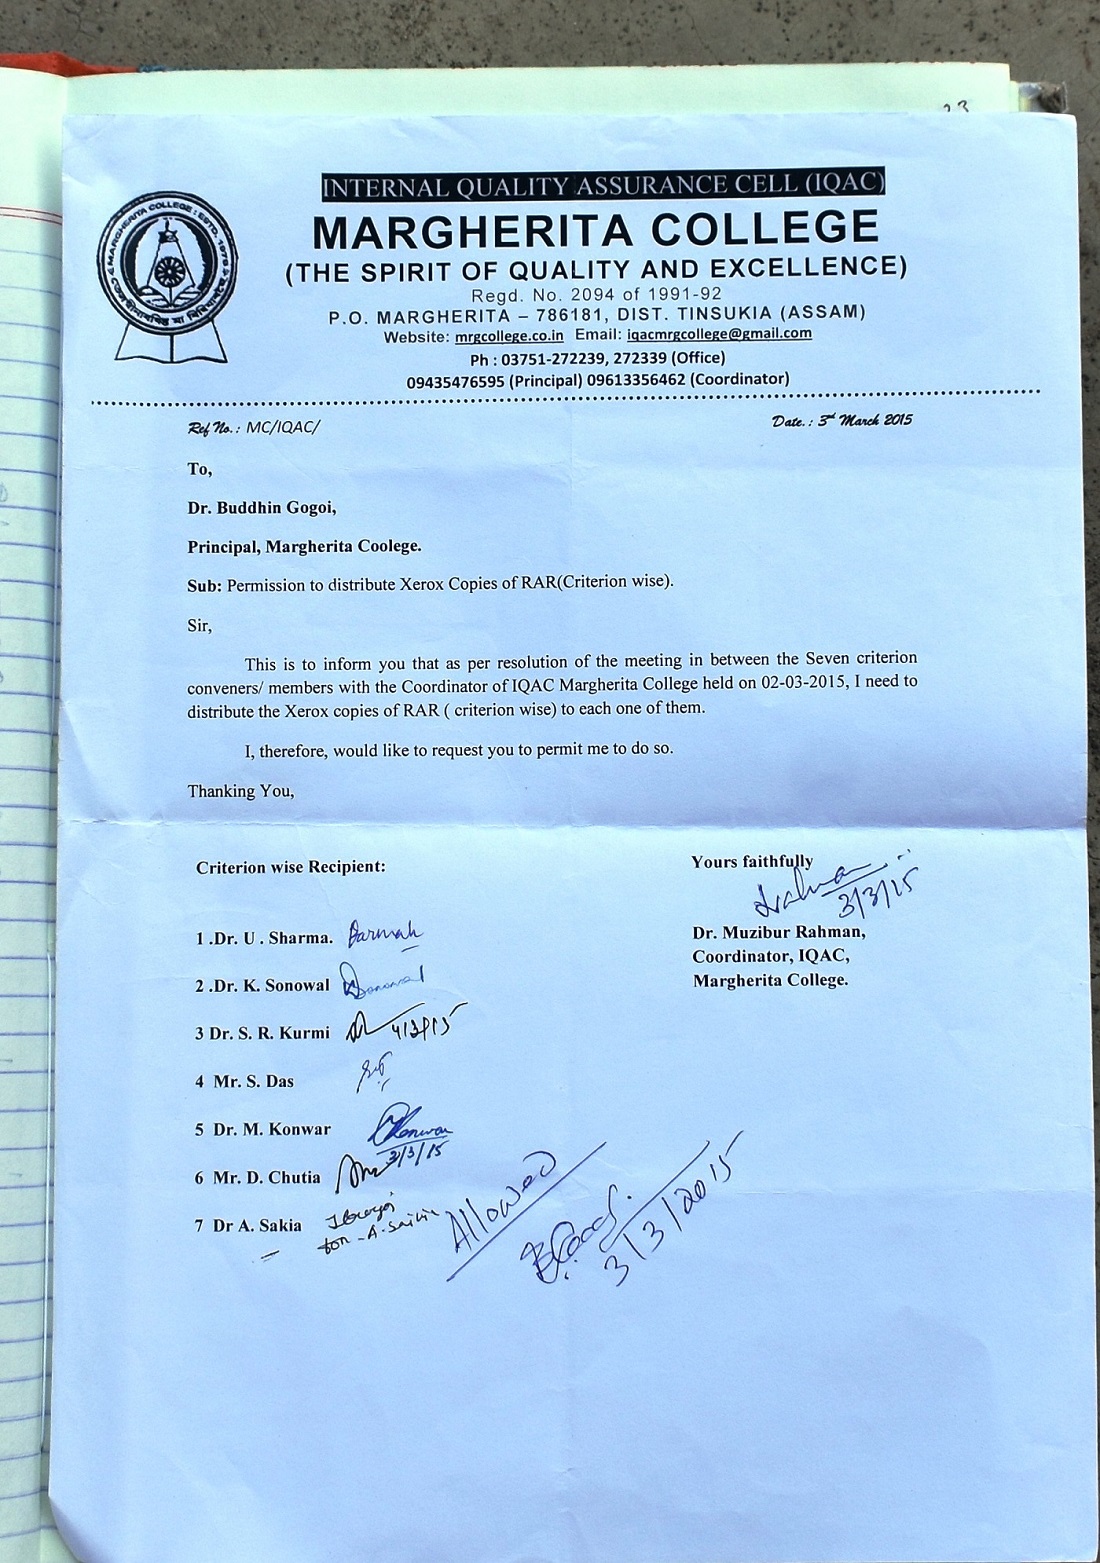 23
INTERNAL QUALITY ASSURANCE CELL (IQAC)
MARGHERITA COLLEGE
(THE SPIRIT OF QUALITY AND EXCELLENCE)
Regd. No. 2094 of 1991-92
P.O. MARGHERITA – 786181, DIST. TINSUKIA (ASSAM)
Website: mrgcollege.co.in Email: iqacmrgcollege@gmail.com
Ph : 03751-272239, 272339 (Office)
09435476595 (Principal) 09613356462 (Coordinator)
MARGHERITA COLLEGE : ESTD. 1978
Ref No.: MC/IQAC/
Date.: 3rd March 2015
To,
Dr. Buddhin Gogoi,
Principal, Margherita Coolege.
Sub: Permission to distribute Xerox Copies of RAR(Criterion wise).
Sir,
This is to inform you that as per resolution of the meeting in between the Seven criterion
conveners/ members with the Coordinator of IQAC Margherita College held on 02-03-2015, I need to
distribute the Xerox copies of RAR ( criterion wise) to each one of them.
I, therefore, would like to request you to permit me to do so.
Thanking You,
Criterion wise Recipient:
Yours faithfully
3/3/15
Dr. Muzibur Rahman,
Coordinator, IQAC,
Margherita College.
1 .Dr. U . Sharma.
2 .Dr. K. Sonowal Sonowal
3 Dr. S. R. Kurmi 4/3/15
4 Mr. S. Das
5 Dr. M. Konwar Konwar
3/3/15
6 Mr. D. Chutia
7 Dr A. Sakia
for - A. Saikia
Allowed
3/3/2015